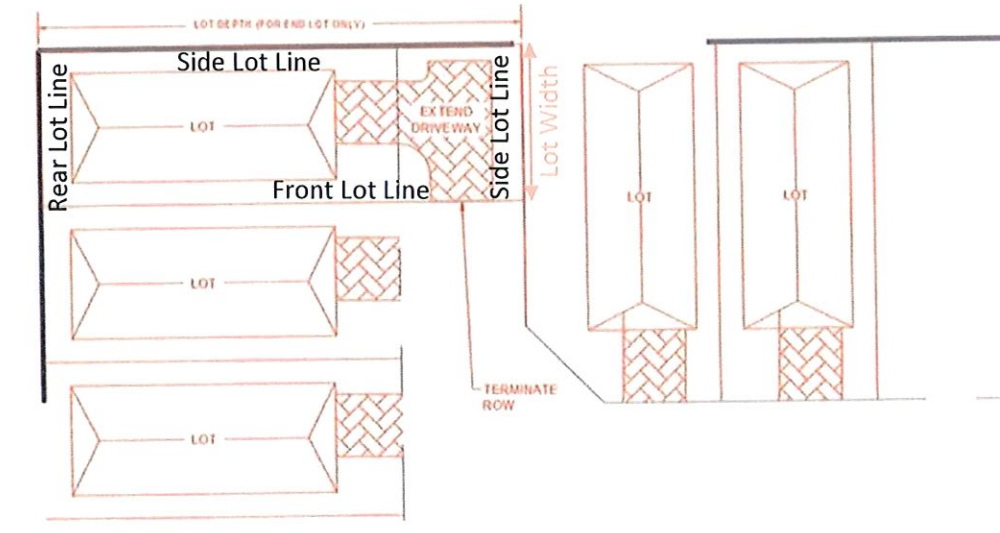 LOT DEPTH (FOR END LOT ONLY)
Side Lot Line
Rear Lot Line
LOT
EXTEND
DRIVEWAY
Side Lot Line
Lot Width
Front Lot Line
LOT
LOT
LOT
TERMINATE
ROW
LOT